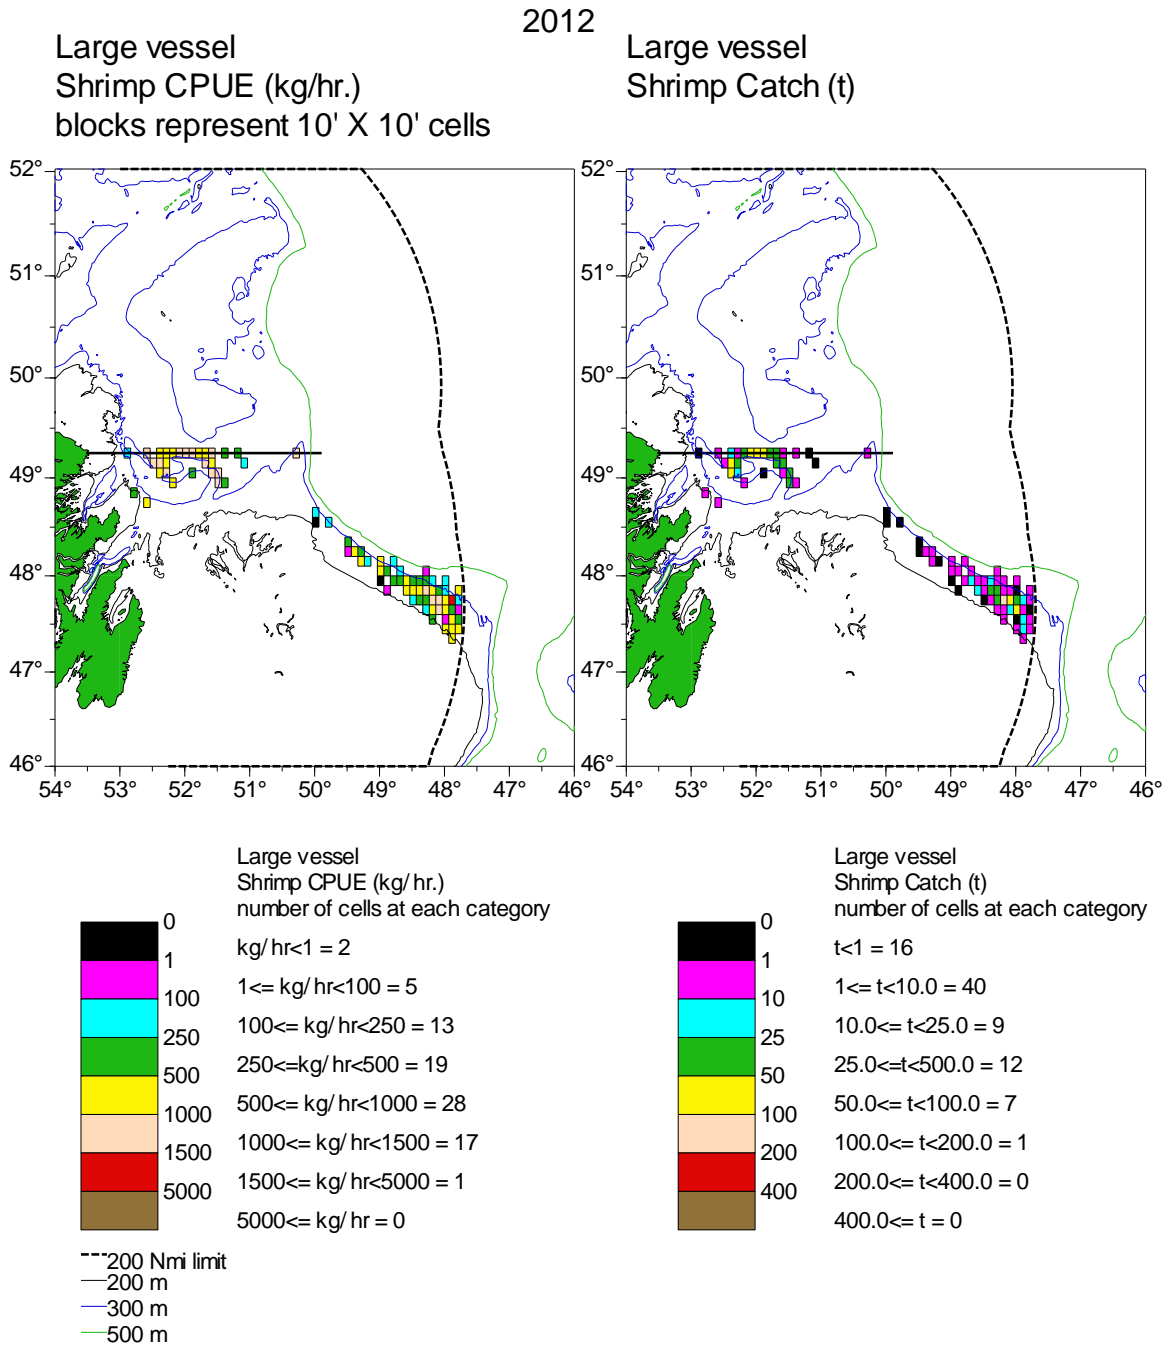 2012
Large vessel
Shrimp CPUE (kg/hr.)
blocks represent 10' X 10' cells
Large vessel
Shrimp Catch (t)
52°
51°
50°
49°
48°
47°
46°
54° 53° 52° 51° 50° 49° 48° 47° 46°
52°
51°
50°
49°
48°
47°
46°
54° 53° 52° 51° 50° 49° 48° 47° 46°
Large vessel
Shrimp CPUE (kg/hr.)
number of cells at each category
0
kg/hr<1 = 2
1
1<= kg/hr<100 = 5
100
100<= kg/hr<250 = 13
250
250<=kg/hr<500 = 19
500
500<= kg/hr<1000 = 28
1000
1000<= kg/hr<1500 = 17
1500
1500<= kg/hr<5000 = 1
5000
5000<= kg/hr = 0
200 Nmi limit
200 m
300 m
500 m
Large vessel
Shrimp Catch (t)
number of cells at each category
0
t<1 = 16
1
1<= t<10.0 = 40
10
10.0<= t<25.0 = 9
25
25.0<=t<500.0 = 12
50
50.0<= t<100.0 = 7
100
100.0<= t<200.0 = 1
200
200.0<= t<400.0 = 0
400
400.0<= t = 0